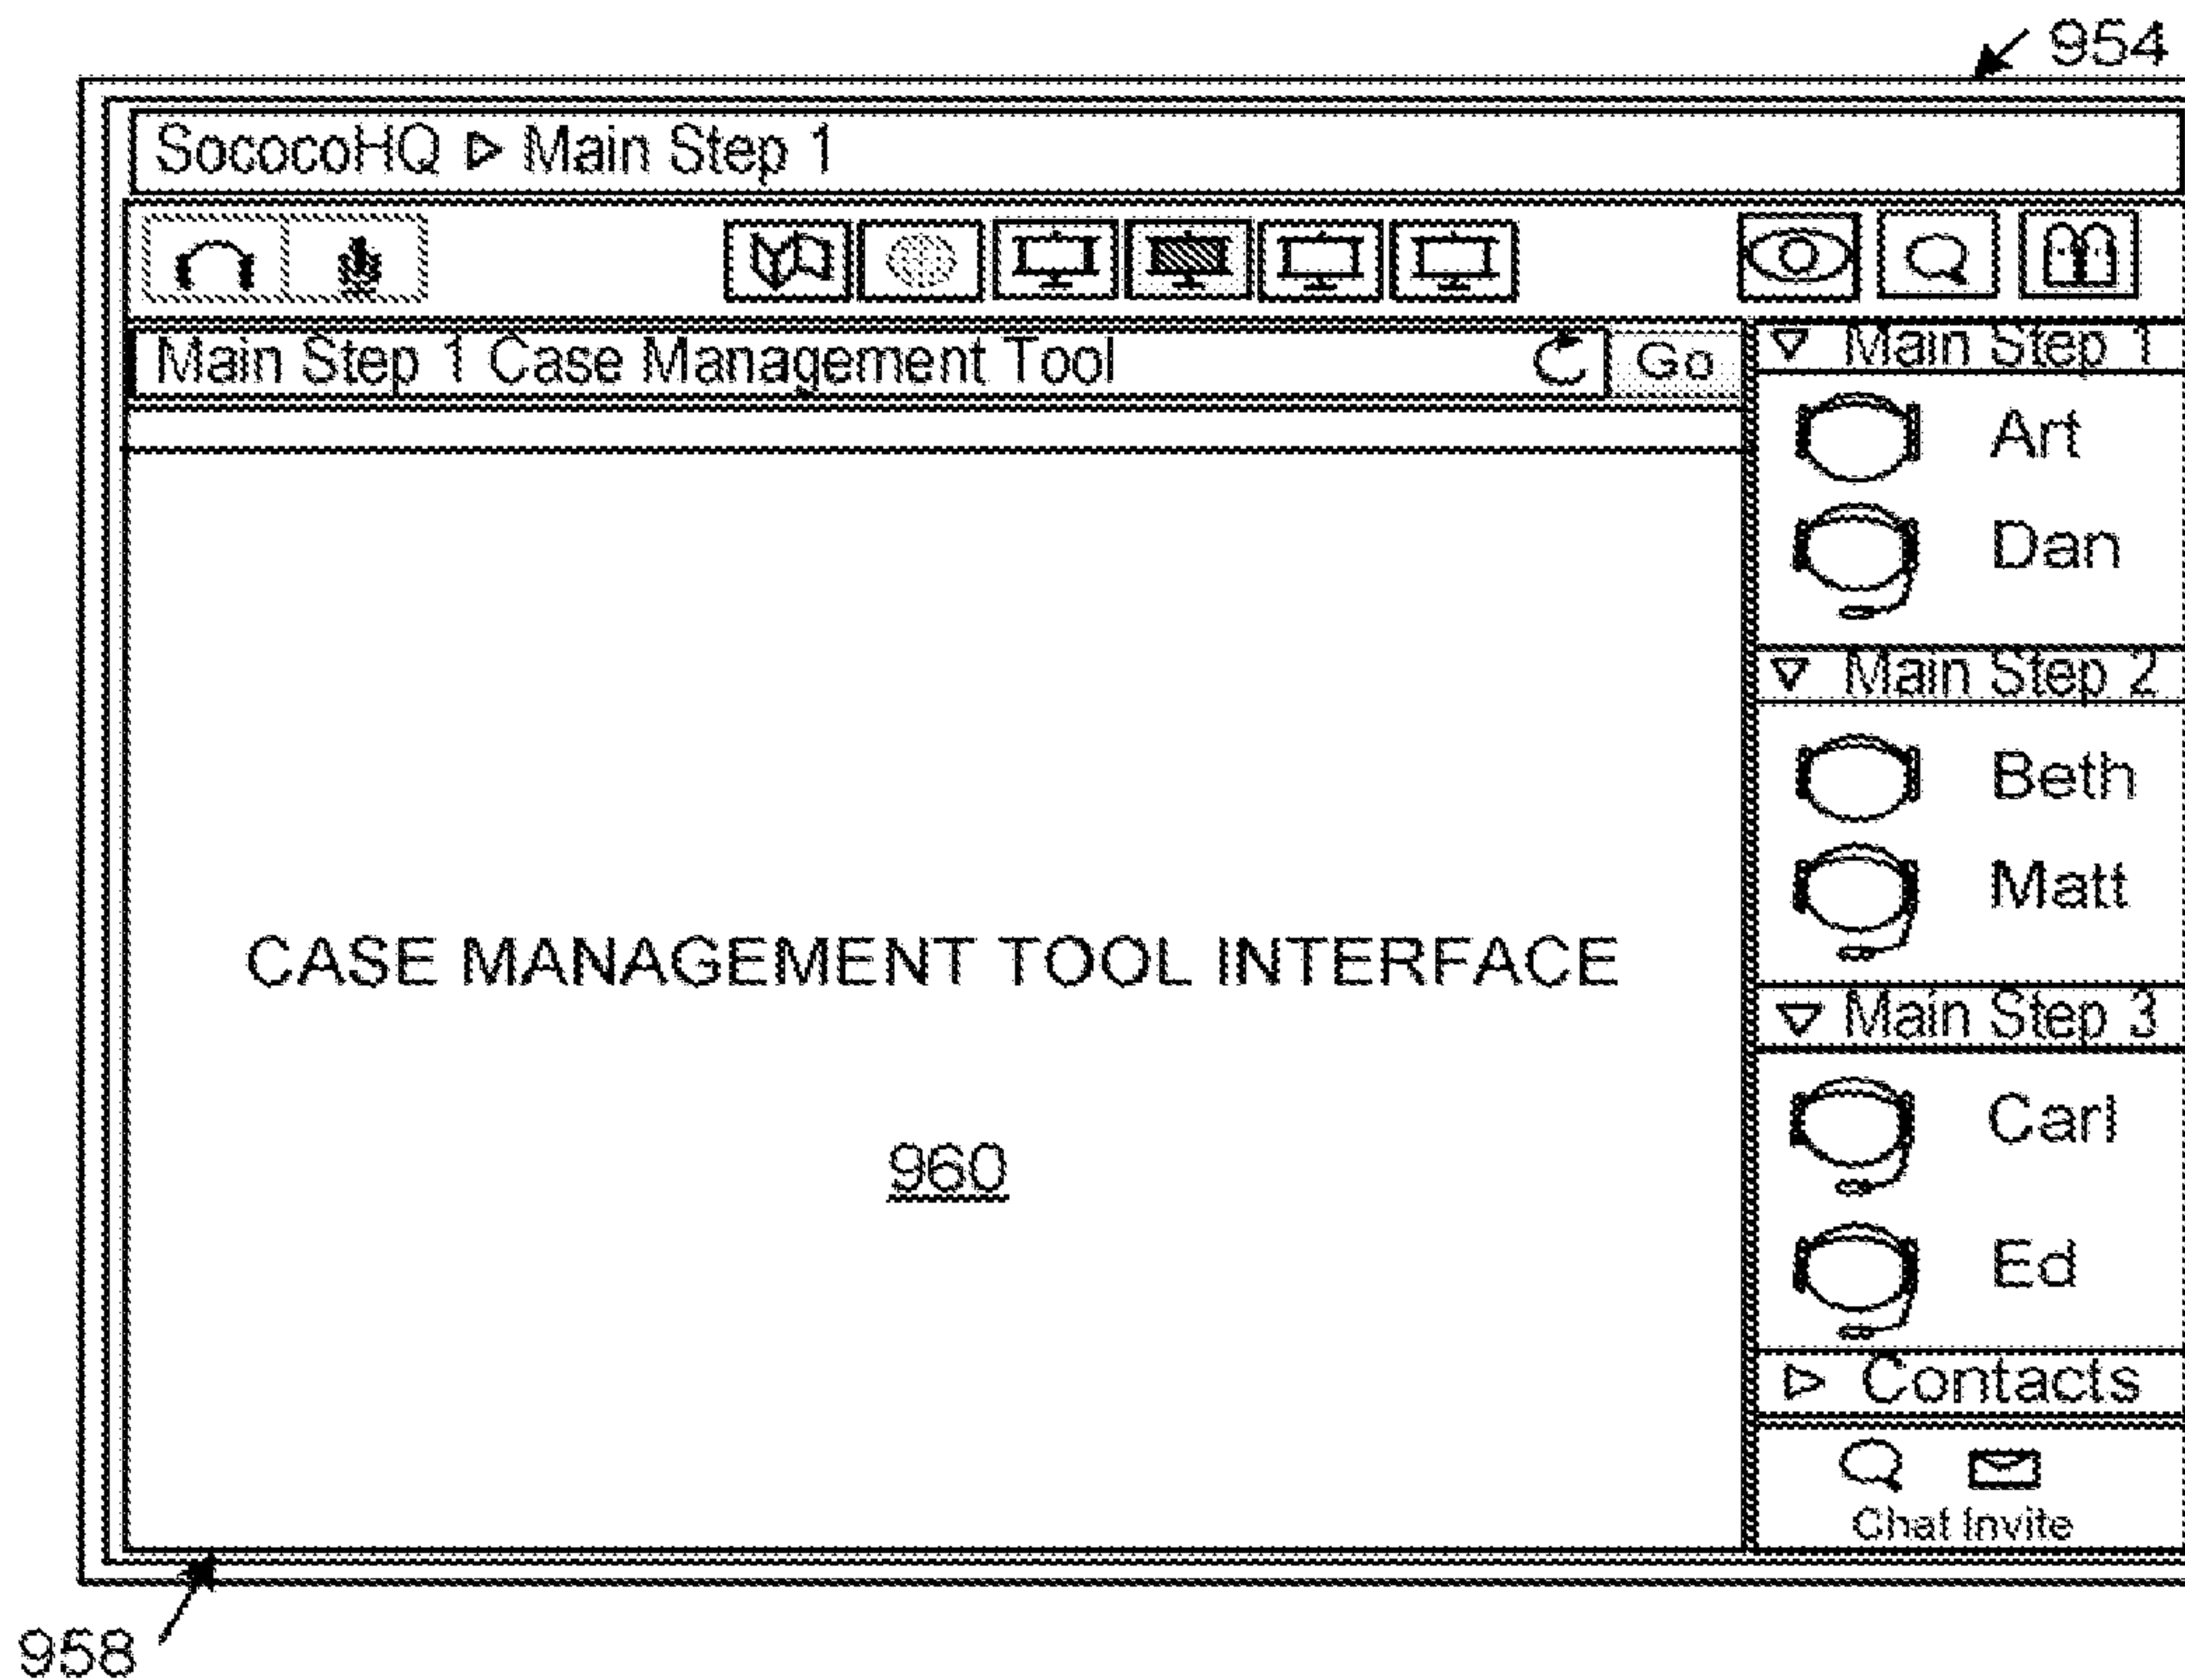 954
SococoHQ ▷ Main Step 1
Main Step 1 Case Management Tool
Go
CASE MANAGEMENT TOOL INTERFACE
960
▽ Main Step 1
Art
Dan
▽ Main Step 2
Beth
Matt
▽ Main Step 3
Carl
Ed
▷ Contacts
Chat Invite
958